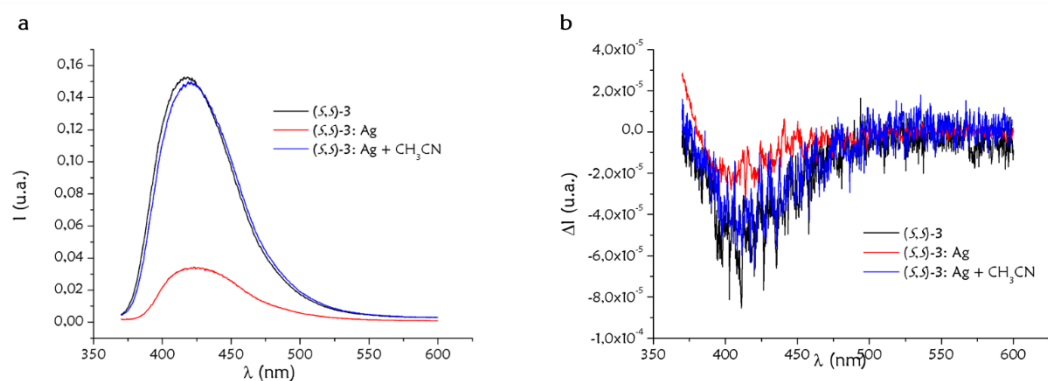 a
0,16
0,14
0,12
0,10
0,08
0,06
0,04
0,02
0,00
I (u.a.)
350 400 450 500 550 600
λ (nm)
(S,S)-3
(S,S)-3: Ag
(S,S)-3: Ag + CH₃CN
b
4,0x10⁻⁵
2,0x10⁻⁵
0,0
-2,0x10⁻⁵
-4,0x10⁻⁵
-6,0x10⁻⁵
-8,0x10⁻⁵
-1,0x10⁻⁴
ΔI (u.a.)
350 400 450 500 550 600
λ (nm)
(S,S)-3
(S,S)-3: Ag
(S,S)-3: Ag + CH₃CN